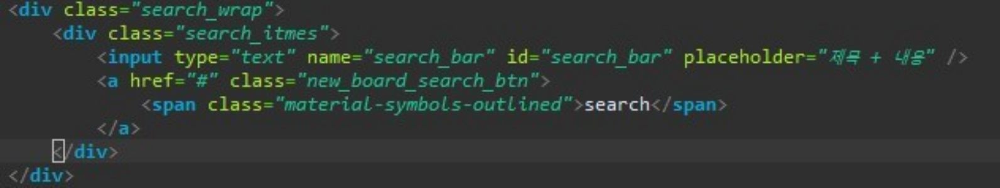 <div class="search_wrap">
<div class="search_itmes">
<input type="text" name="search_bar" id="search_bar" placeholder="제목 + 내용" />
<a href="#" class="new_board_search_btn">
<span class="material-symbols-outlined">search</span>
</a>
</div>
</div>